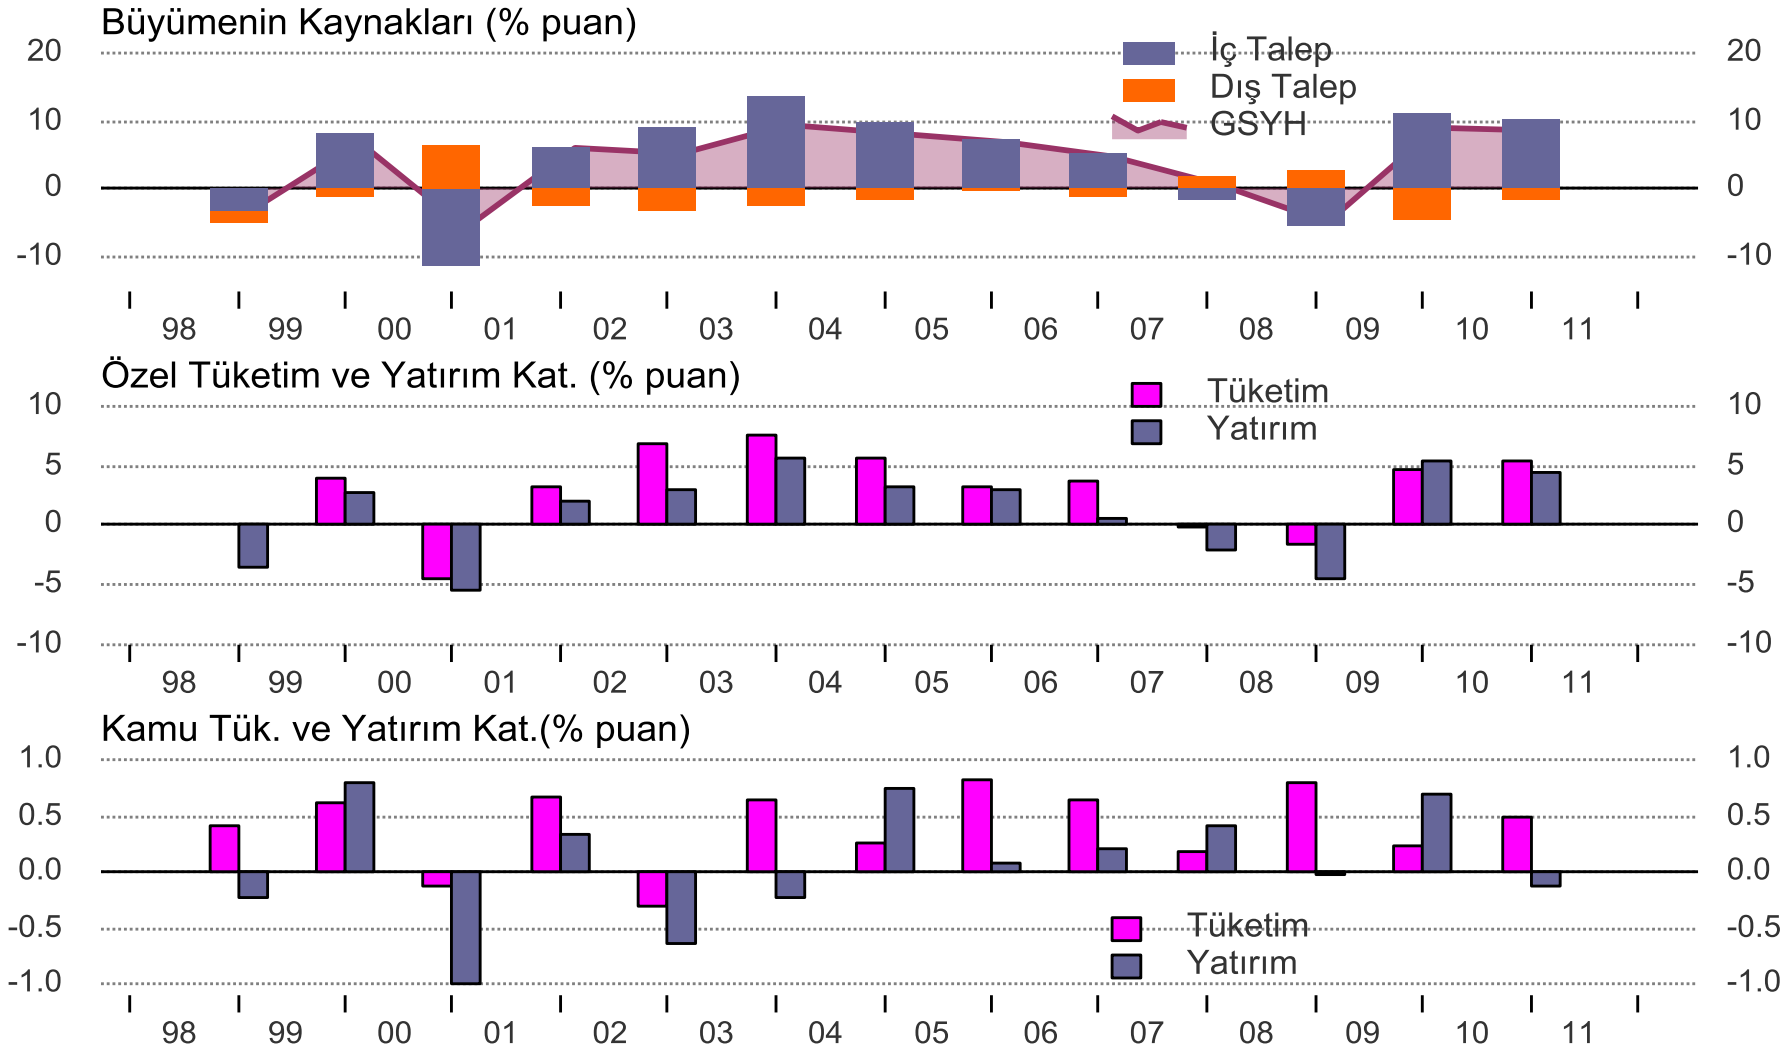 Büyümenin Kaynakları (% puan)
20 İç Talep 20
Dış Talep
10 GSYH 10
0 0
-10 -10
98 99 00 01 02 03 04 05 06 07 08 09 10 11
Özel Tüketim ve Yatırım Kat. (% puan)
10 Tüketim 10
Yatırım
5 5
0 0
-5 -5
-10 -10
98 99 00 01 02 03 04 05 06 07 08 09 10 11
Kamu Tük. ve Yatırım Kat.(% puan)
1.0 1.0
0.5 0.5
0.0 0.0
-0.5 Tüketim -0.5
Yatırım
-1.0 -1.0
98 99 00 01 02 03 04 05 06 07 08 09 10 11